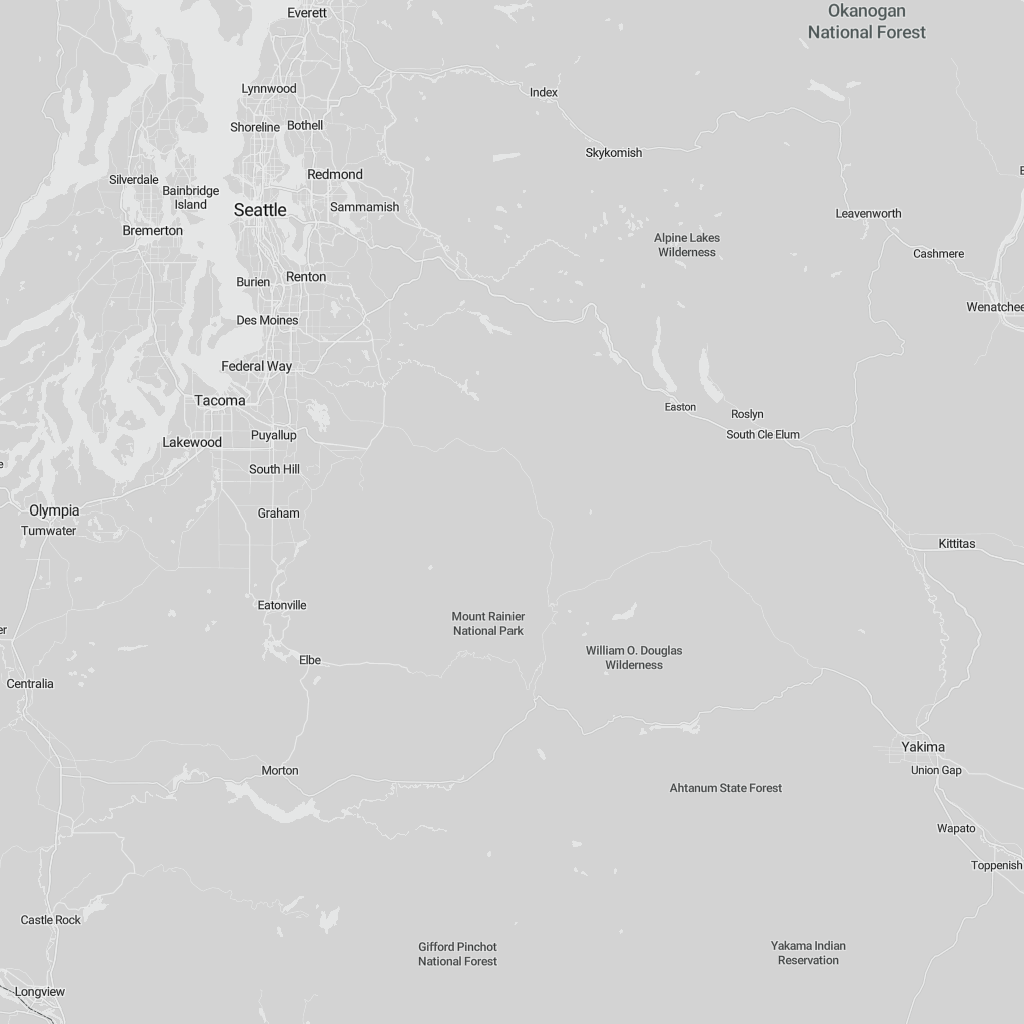 Everett
Okanogan
National Forest
Lynnwood
Index
Shoreline
Bothell
Skykomish
Redmond
Silverdale
Bainbridge
Island
Seattle
Sammamish
Leavenworth
Bremerton
Alpine Lakes
Wilderness
Cashmere
Burien
Renton
Wenatchee
Des Moines
Federal Way
Tacoma
Easton
Roslyn
South Cle Elum
Lakewood
Puyallup
South Hill
Olympia
Graham
Tumwater
Kittitas
Eatonville
Mount Rainier
National Park
er
William O. Douglas
Wilderness
Elbe
Centralia
Yakima
Morton
Union Gap
Ahtanum State Forest
Wapato
Toppenish
Castle Rock
Gifford Pinchot
National Forest
Yakama Indian
Reservation
Longview